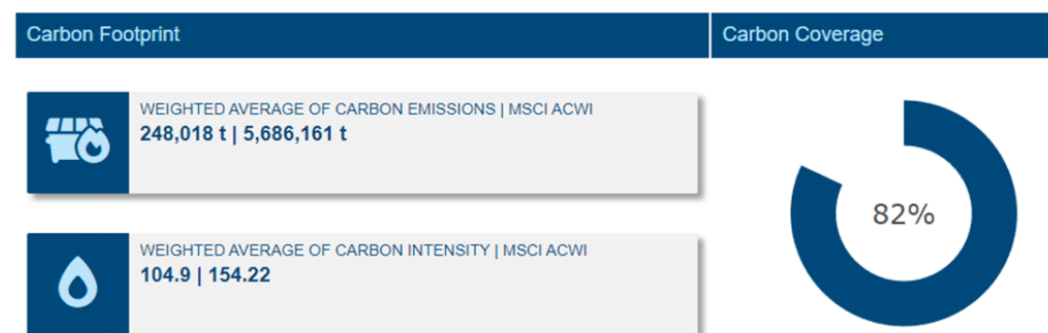 Carbon Footprint
Carbon Coverage
WEIGHTED AVERAGE OF CARBON EMISSIONS | MSCI ACWI
248,018 t | 5,686,161 t
82%
WEIGHTED AVERAGE OF CARBON INTENSITY | MSCI ACWI
104.9 | 154.22